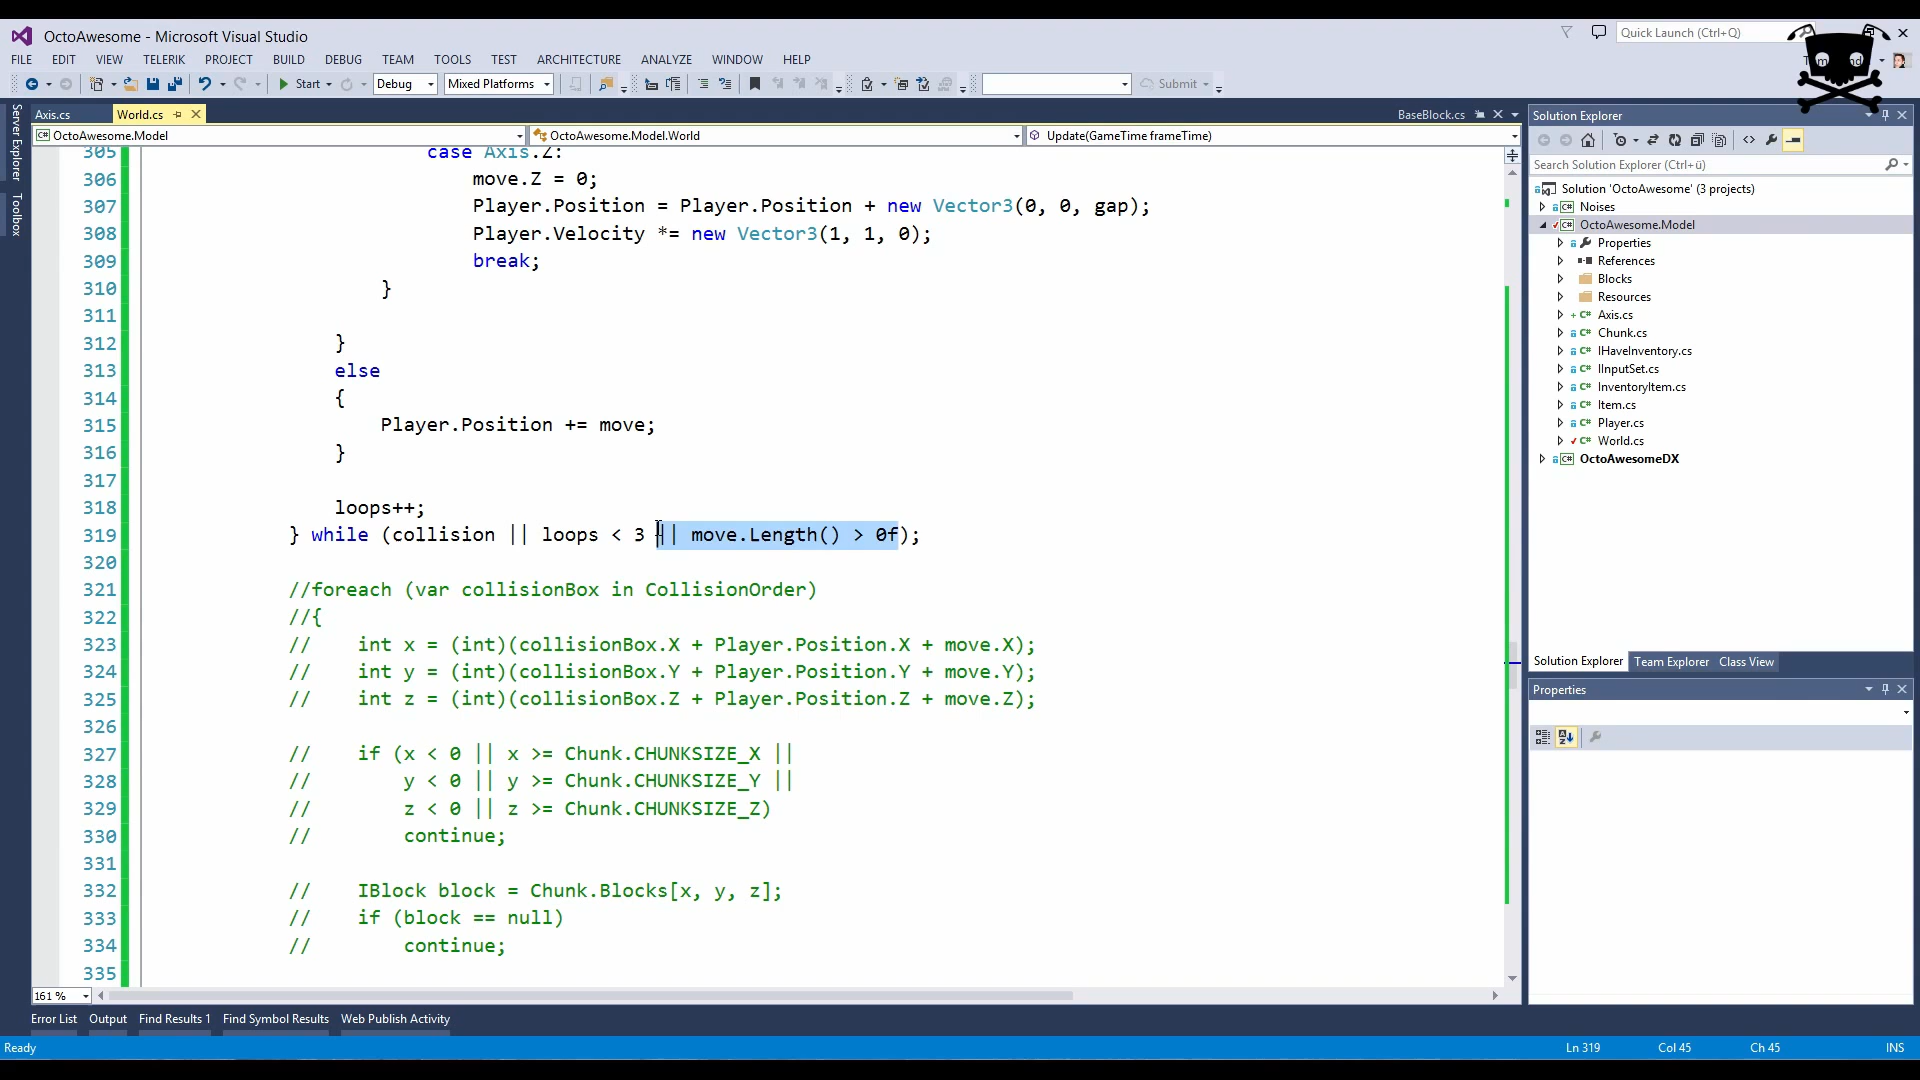 OctoAwesome - Microsoft Visual Studio
Quick Launch (Ctrl+Q)
FILE EDIT VIEW TELERIK PROJECT BUILD DEBUG TEAM TOOLS TEST ARCHITECTURE ANALYZE WINDOW HELP
Start Debug Mixed Platforms Submit
Server Explorer
Toolbox
Axis.cs World.cs BaseBlock.cs
OctoAwesome.Model OctoAwesome.Model.World Update(GameTime frameTime)
305 case Axis.Z:
306 move.Z = 0;
307 Player.Position = Player.Position + new Vector3(0, 0, gap);
308 Player.Velocity *= new Vector3(1, 1, 0);
309 break;
310 }
311
312 }
313 else
314 {
315 Player.Position += move;
316 }
317
318 loops++;
319 } while (collision || loops < 3 || move.Length() > 0f);
320
321 //foreach (var collisionBox in CollisionOrder)
322 //{
323 // int x = (int)(collisionBox.X + Player.Position.X + move.X);
324 // int y = (int)(collisionBox.Y + Player.Position.Y + move.Y);
325 // int z = (int)(collisionBox.Z + Player.Position.Z + move.Z);
326
327 // if (x < 0 || x >= Chunk.CHUNKSIZE_X ||
328 // y < 0 || y >= Chunk.CHUNKSIZE_Y ||
329 // z < 0 || z >= Chunk.CHUNKSIZE_Z)
330 // continue;
331
332 // IBlock block = Chunk.Blocks[x, y, z];
333 // if (block == null)
334 // continue;
335
161 %
Solution Explorer
Search Solution Explorer (Ctrl+ü)
Solution 'OctoAwesome' (3 projects)
Noises
OctoAwesome.Model
Properties
References
Blocks
Resources
Axis.cs
Chunk.cs
IHaveInventory.cs
IInputSet.cs
InventoryItem.cs
Item.cs
Player.cs
World.cs
OctoAwesomeDX
Solution Explorer Team Explorer Class View
Properties
Error List Output Find Results 1 Find Symbol Results Web Publish Activity
Ready Ln 319 Col 45 Ch 45 INS